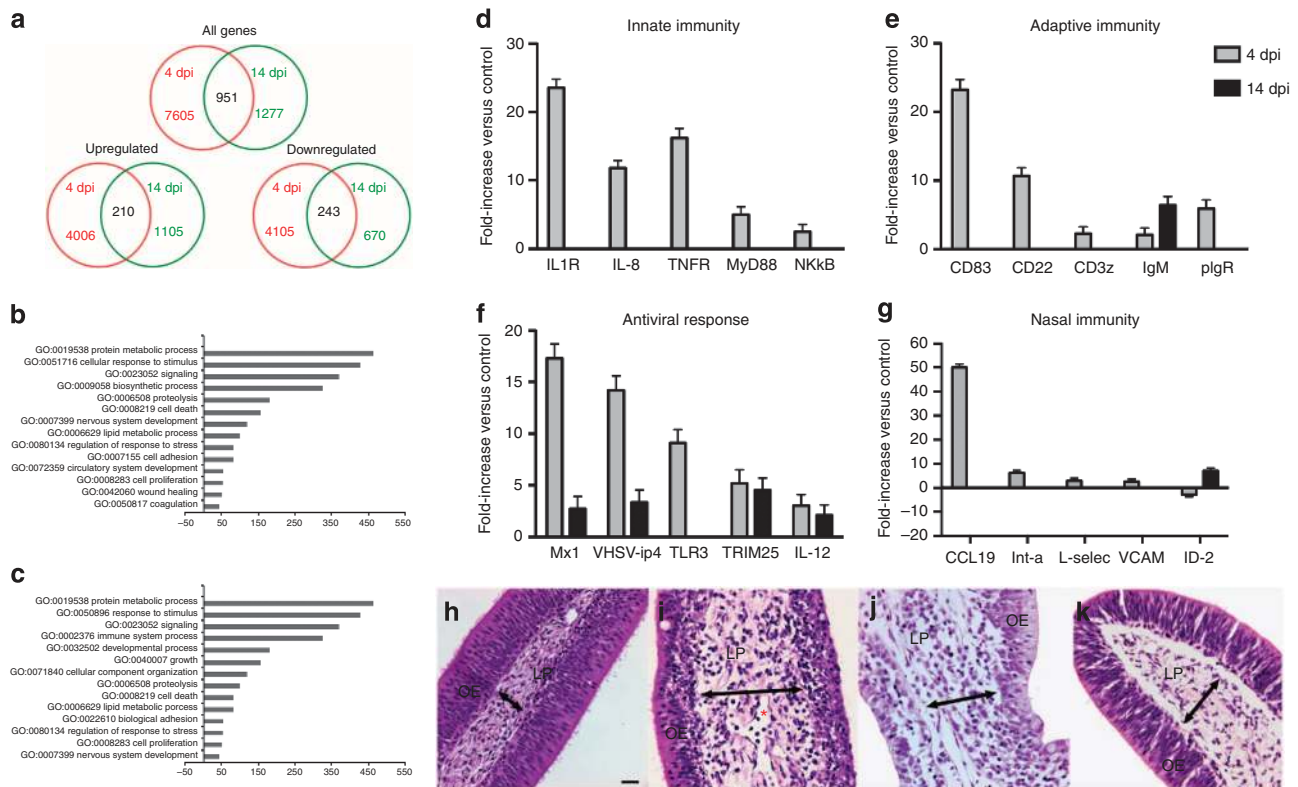 a
All genes
4 dpi
14 dpi
951
7605
1277
Upregulated
4 dpi
14 dpi
210
4006
1105
Downregulated
4 dpi
14 dpi
243
4105
670
b
GO:0019538 protein metabolic process
GO:0051716 cellular response to stimulus
GO:0023052 signaling
GO:0009058 biosynthetic process
GO:0006508 proteolysis
GO:0008219 cell death
GO:0007399 nervous system development
GO:0006629 lipid metabolic process
GO:0080134 regulation of response to stress
GO:0007155 cell adhesion
GO:0072359 circulatory system development
GO:0008283 cell proliferation
GO:0042060 wound healing
GO:0050817 coagulation
−50 50 150 250 350 450 550
c
GO:0019538 protein metabolic process
GO:0050896 response to stimulus
GO:0023052 signaling
GO:0002376 immune system process
GO:0032502 developmental process
GO:0040007 growth
GO:0071840 cellular component organization
GO:0006508 proteolysis
GO:0008219 cell death
GO:0006629 lipid metabolic process
GO:0022610 biological adhesion
GO:0080134 regulation of response to stress
GO:0008283 cell proliferation
GO:0007399 nervous system development
−50 50 150 250 350 450 550
d
Innate immunity
Fold-increase versus control
30
20
10
0
IL1R IL-8 TNFR MyD88 NKkB
e
Adaptive immunity
Fold-increase versus control
30
20
10
0
CD83 CD22 CD3z IgM pIgR
4 dpi
14 dpi
f
Antiviral response
Fold-increase versus control
20
15
10
5
0
Mx1 VHSV-ip4 TLR3 TRIM25 IL-12
g
Nasal immunity
Fold-increase versus control
60
50
40
30
20
10
0
−10
−20
CCL19 Int-a L-selec VCAM ID-2
h
OE
LP
i
LP
*
OE
j
OE
LP
k
LP
OE